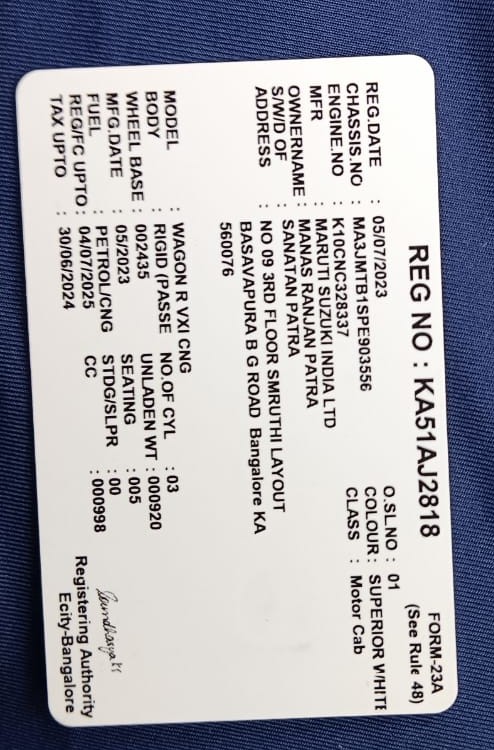 FORM-23A
(See Rule 48)
REG NO : KA51AJ2818
REG.DATE : 05/07/2023 O.SL.NO : 01
CHASSIS.NO : MA3JMTB1SPE903556 COLOUR : SUPERIOR WHITE
ENGINE.NO : K10CNC328337 CLASS : Motor Cab
MFR : MARUTI SUZUKI INDIA LTD
OWNERNAME : MANAS RANJAN PATRA
S/W/D OF : SANATAN PATRA
ADDRESS : NO 09 3RD FLOOR SMRUTHI LAYOUT
BASAVAPURA B G ROAD Bangalore KA
560076
MODEL : WAGON R VXI CNG NO.OF CYL : 03
BODY : RIGID (PASSE UNLADEN WT : 000920
WHEEL BASE : 002435 SEATING : 005
MFG.DATE : 05/2023 STDG/SLPR : 00
FUEL : PETROL/CNG CC : 000998
REG/FC UPTO : 04/07/2025
TAX UPTO : 30/06/2024
Registering Authority
Ecity-Bangalore